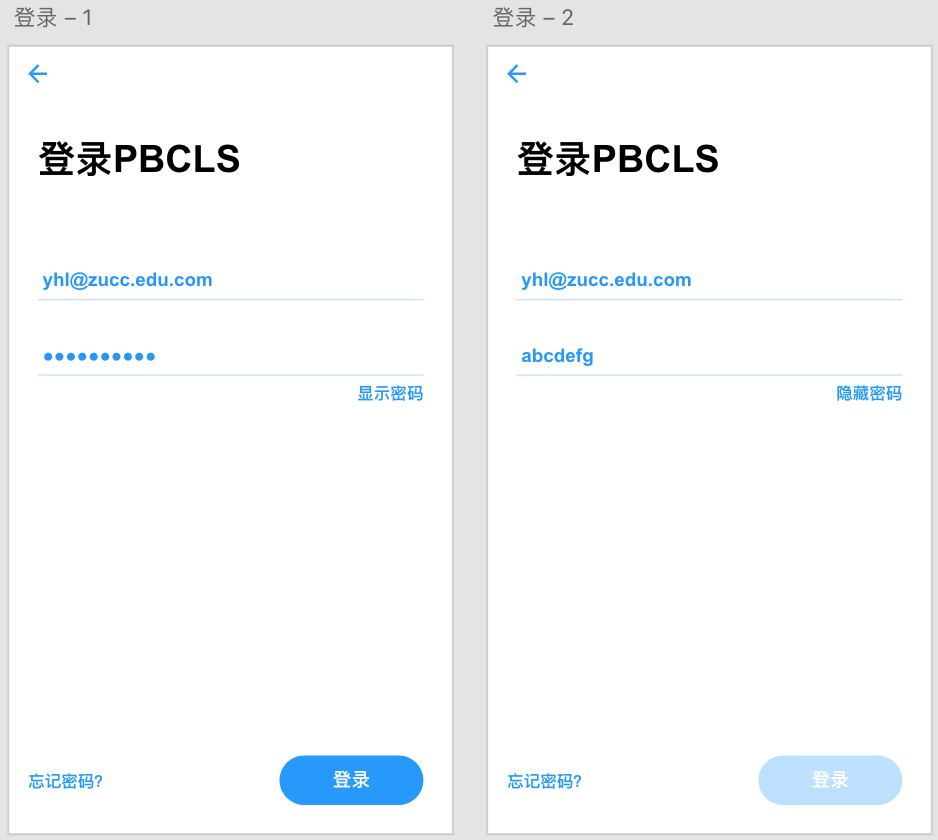 登录 – 1
登录PBCLS
yhl@zucc.edu.com
••••••••••
显示密码
忘记密码?
登录
登录 – 2
登录PBCLS
yhl@zucc.edu.com
abcdefg
隐藏密码
忘记密码?
登录